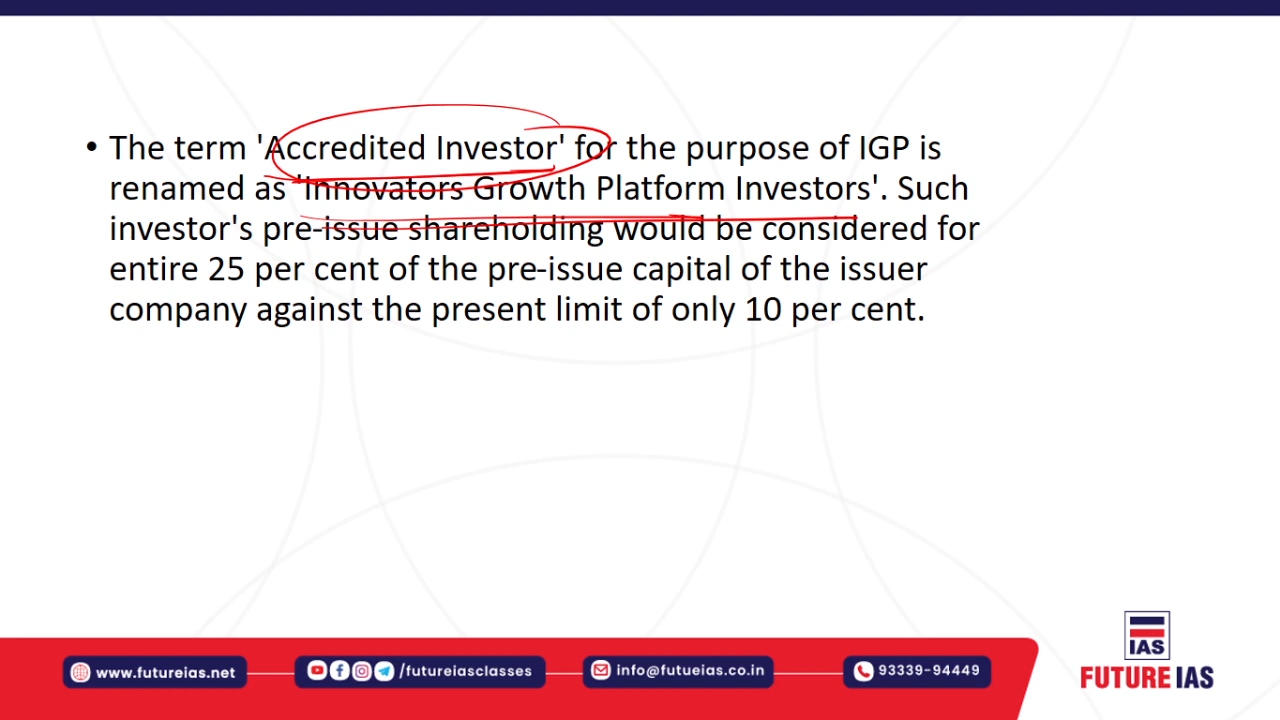 • The term 'Accredited Investor' for the purpose of IGP is
renamed as 'Innovators Growth Platform Investors'. Such
investor's pre-issue shareholding would be considered for
entire 25 per cent of the pre-issue capital of the issuer
company against the present limit of only 10 per cent.
IAS
FUTURE IAS
www.futureias.net
/futureiasclasses
info@futueias.co.in
93339-94449